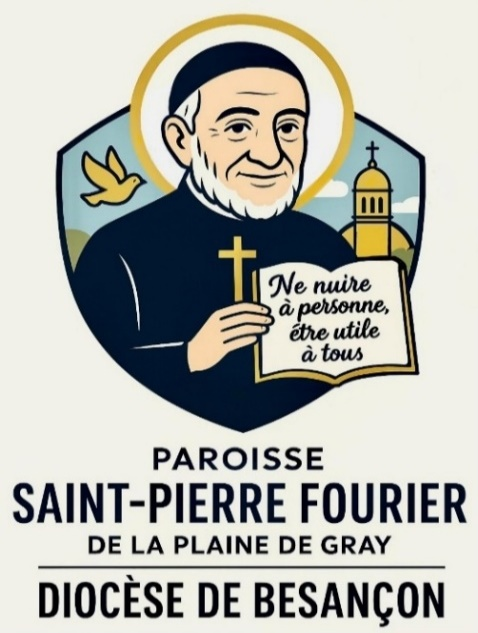 Ne nuire
à personne,
être utile
à tous
PAROISSE
SAINT-PIERRE FOURIER
DE LA PLAINE DE GRAY
DIOCÈSE DE BESANÇON